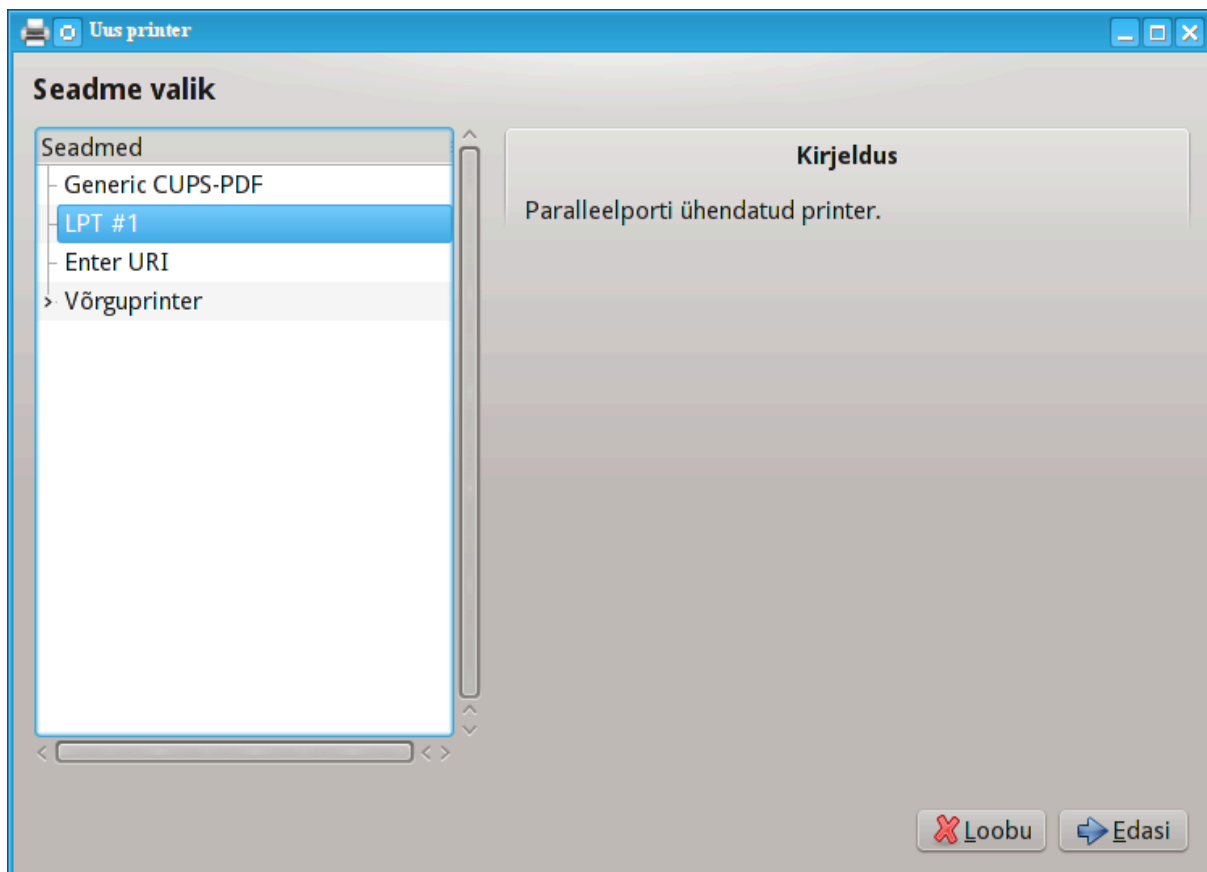 Uus printer
Seadme valik
Seadmed
Generic CUPS-PDF
LPT #1
Enter URI
Võrguprinter
Kirjeldus
Paralleelporti ühendatud printer.
Loobu
Edasi